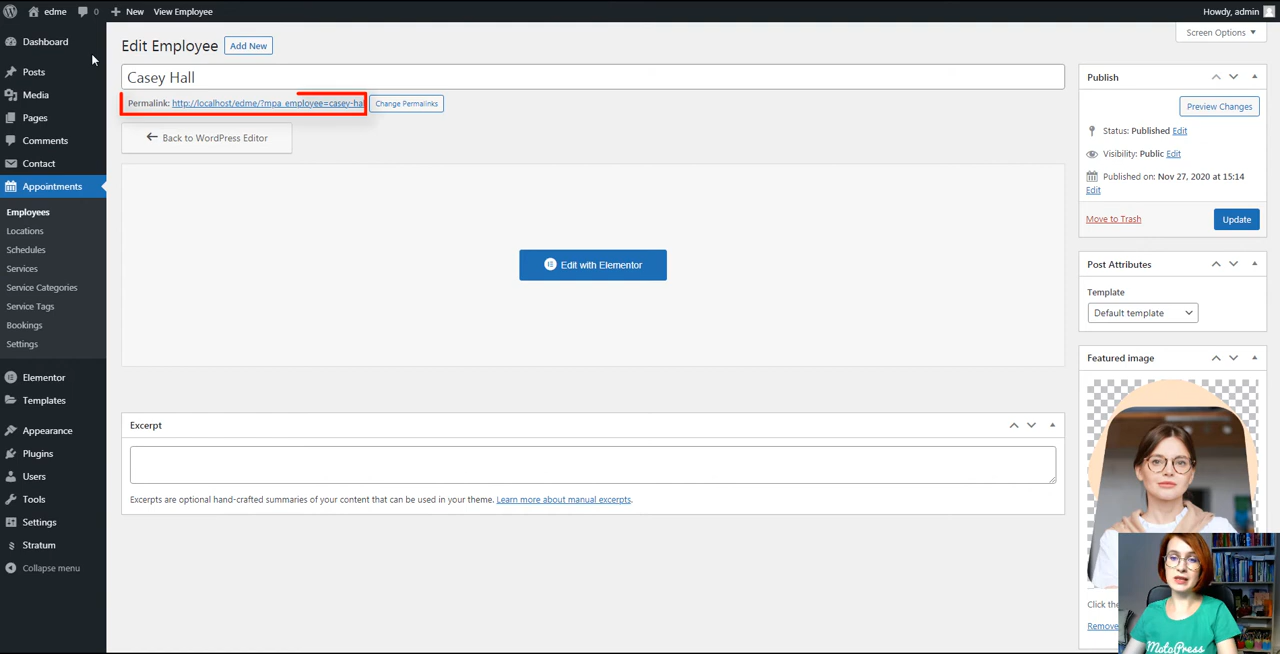 edme 0 New View Employee Howdy, admin
Screen Options
Dashboard
Posts
Media
Pages
Comments
Contact
Appointments
Employees
Locations
Schedules
Services
Service Categories
Service Tags
Bookings
Settings
Elementor
Templates
Appearance
Plugins
Users
Tools
Settings
Stratum
Collapse menu
Edit Employee Add New
Casey Hall
Permalink: http://localhost/edme/?mpa_employee=casey-ha Change Permalinks
Back to WordPress Editor
Edit with Elementor
Excerpt
Excerpts are optional hand-crafted summaries of your content that can be used in your theme. Learn more about manual excerpts.
Publish
Preview Changes
Status: Published Edit
Visibility: Public Edit
Published on: Nov 27, 2020 at 15:14
Edit
Move to Trash Update
Post Attributes
Template
Default template
Featured image
Click the
Remove
MotoPress